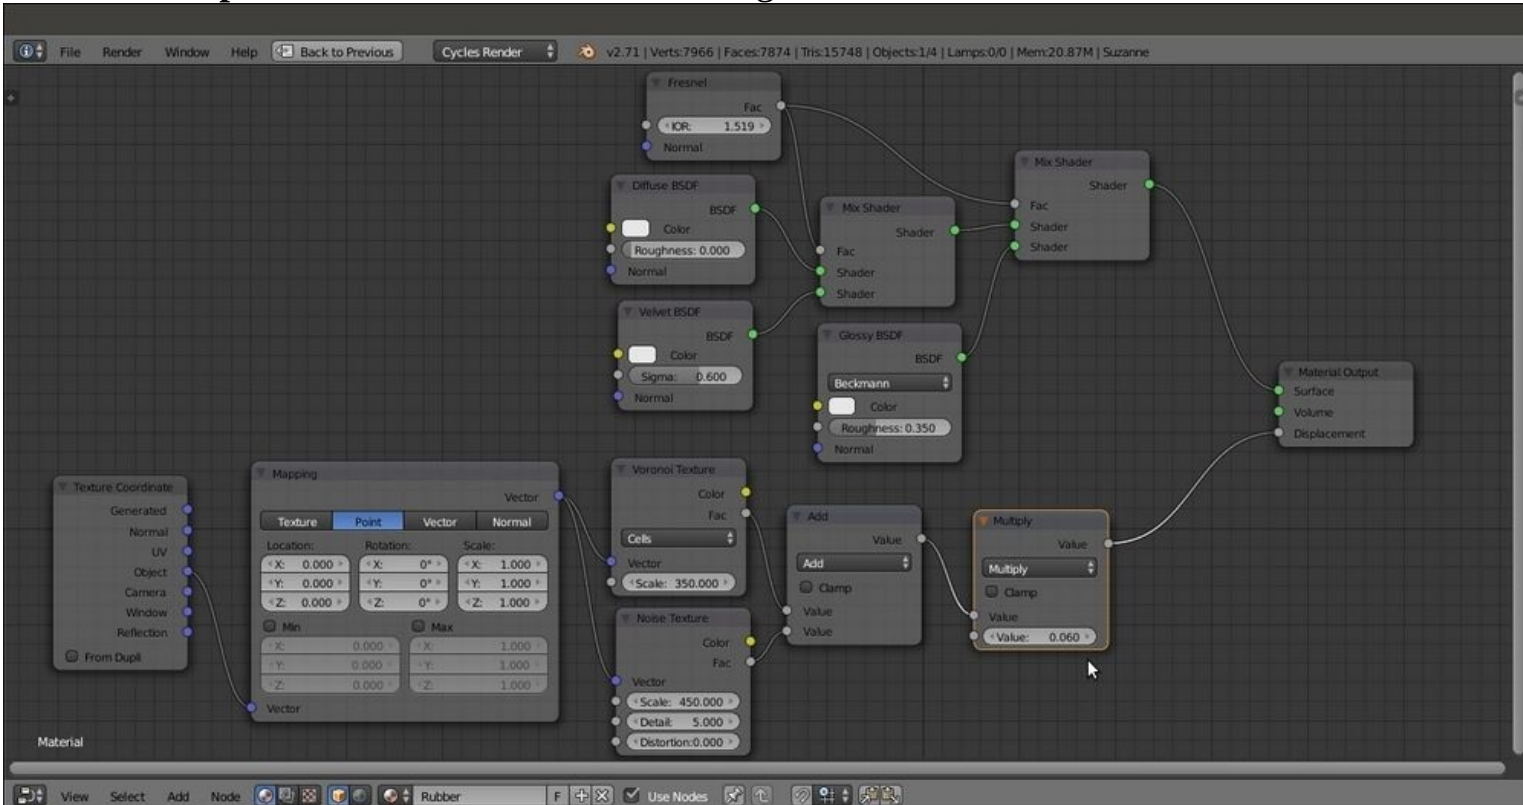 File Render Window Help Back to Previous Cycles Render v2.71 | Verts:7966 | Faces:7874 | Tris:15748 | Objects:1/4 | Lamps:0/0 | Mem:20.87M | Suzanne
Fresnel
Fac
IOR: 1.519
Normal
Diffuse BSDF
BSDF
Color
Roughness: 0.000
Normal
Velvet BSDF
BSDF
Color
Sigma: 0.600
Normal
Mix Shader
Shader
Fac
Shader
Shader
Glossy BSDF
BSDF
Beckmann
Color
Roughness: 0.350
Normal
Mix Shader
Shader
Fac
Shader
Shader
Material Output
Surface
Volume
Displacement
Texture Coordinate
Generated
Normal
UV
Object
Camera
Window
Reflection
From Dupli
Mapping
Vector
Texture Point Vector Normal
Location: Rotation: Scale:
X: 0.000 X: 0° X: 1.000
Y: 0.000 Y: 0° Y: 1.000
Z: 0.000 Z: 0° Z: 1.000
Min Max
X: 0.000 X: 1.000
Y: 0.000 Y: 1.000
Z: 0.000 Z: 1.000
Vector
Voronoi Texture
Color
Fac
Cells
Vector
Scale: 350.000
Noise Texture
Color
Fac
Vector
Scale: 450.000
Detail: 5.000
Distortion:0.000
Add
Value
Add
Clamp
Value
Value
Multiply
Value
Multiply
Clamp
Value
Value: 0.060
Material
View Select Add Node Rubber F Use Nodes